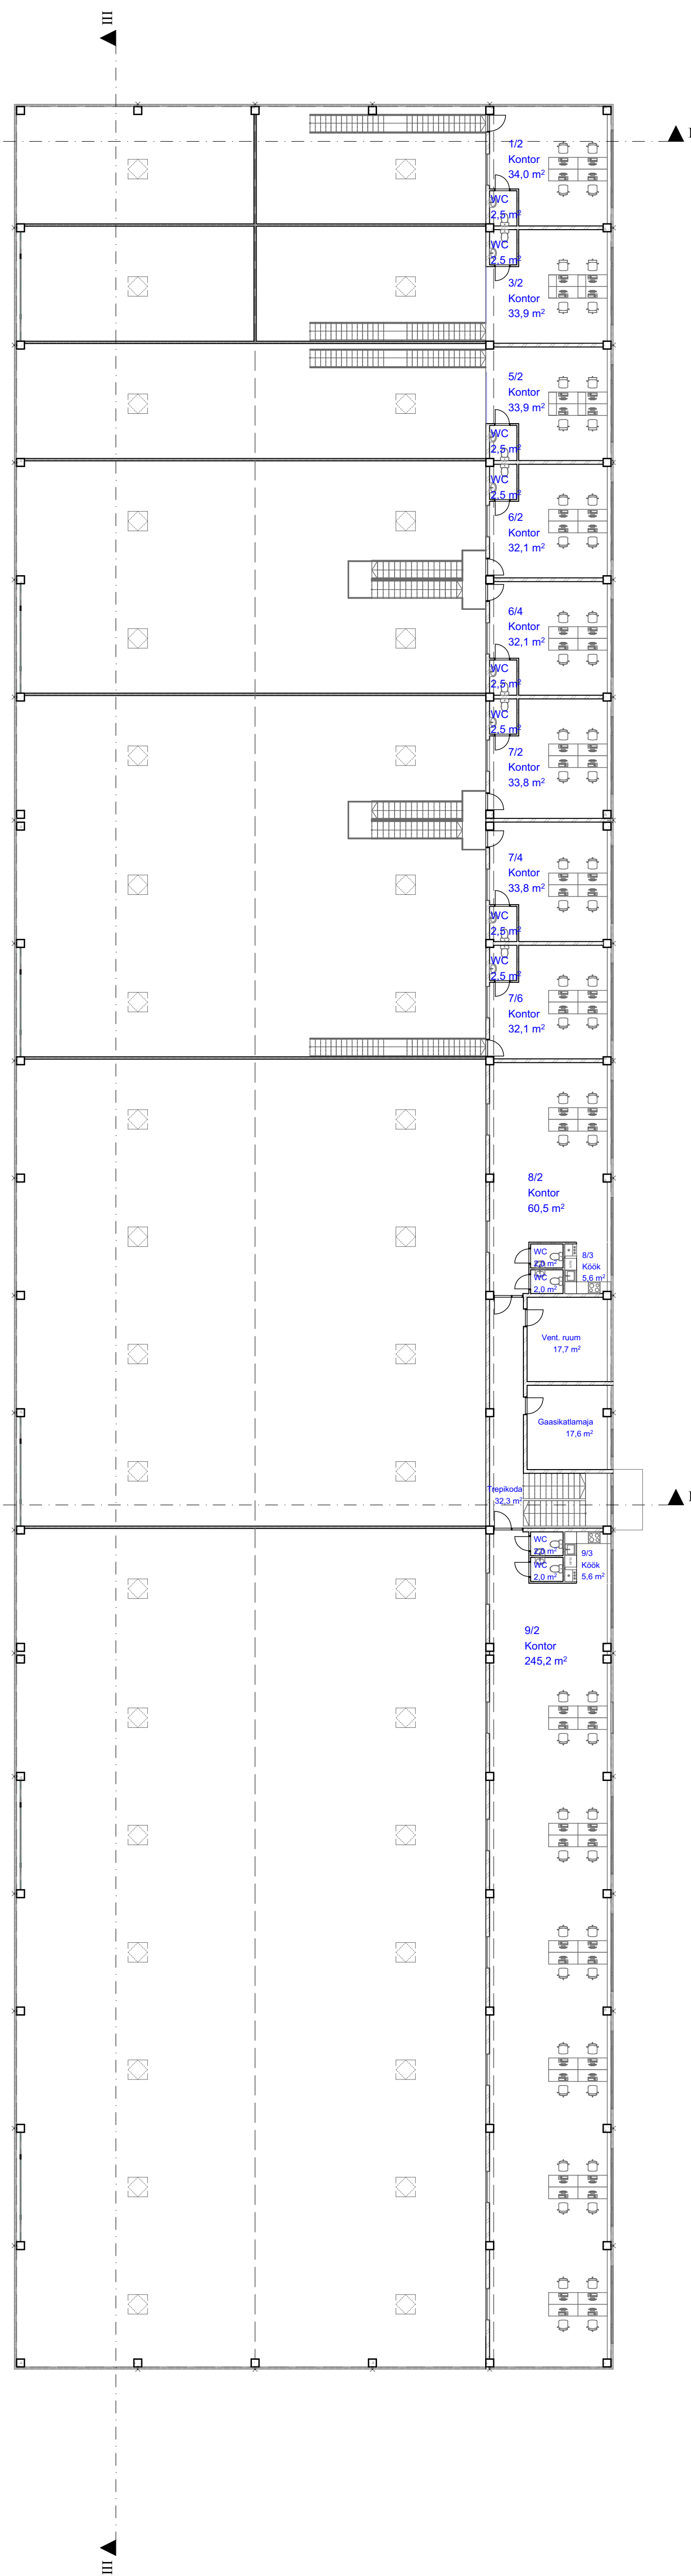 III
1/2
Kontor
34,0 m²
WC
2,5 m²
WC
2,5 m²
3/2
Kontor
33,9 m²
5/2
Kontor
33,9 m²
WC
2,5 m²
WC
2,5 m²
6/2
Kontor
32,1 m²
6/4
Kontor
32,1 m²
WC
2,5 m²
WC
2,5 m²
7/2
Kontor
33,8 m²
7/4
Kontor
33,8 m²
WC
2,5 m²
WC
2,5 m²
7/6
Kontor
32,1 m²
8/2
Kontor
60,5 m²
WC
2,0 m²
8/3
Köök
5,6 m²
WC
2,0 m²
Vent. ruum
17,7 m²
Gaasikatlamaja
17,6 m²
Trepikoda
32,3 m²
WC
2,0 m²
9/3
Köök
5,6 m²
WC
2,0 m²
9/2
Kontor
245,2 m²
III